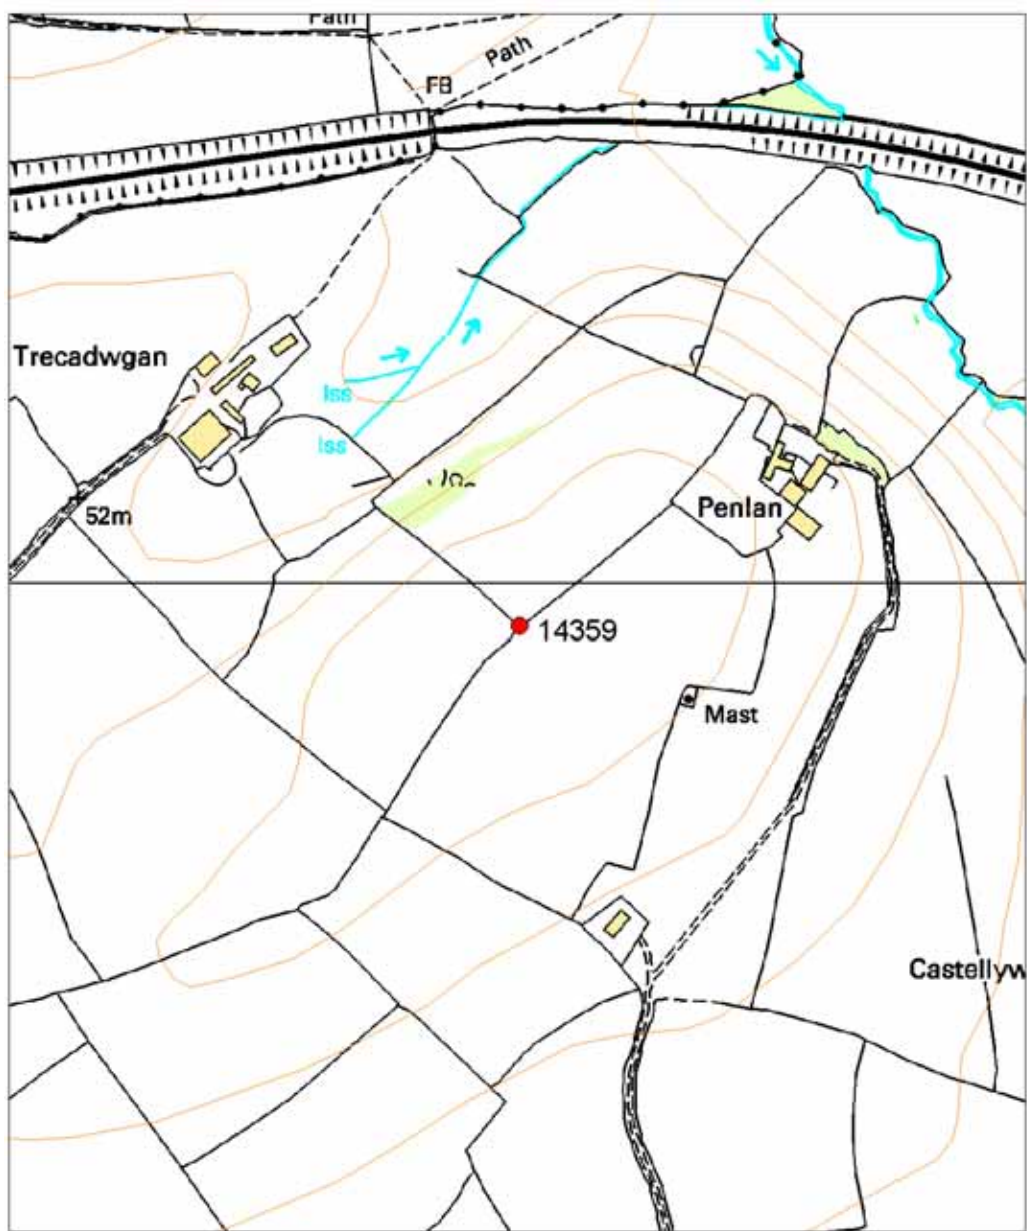 Path
Path
FB
Trecadwgan
Iss
Iss
52m
Penlan
14359
Mast
Castellyw